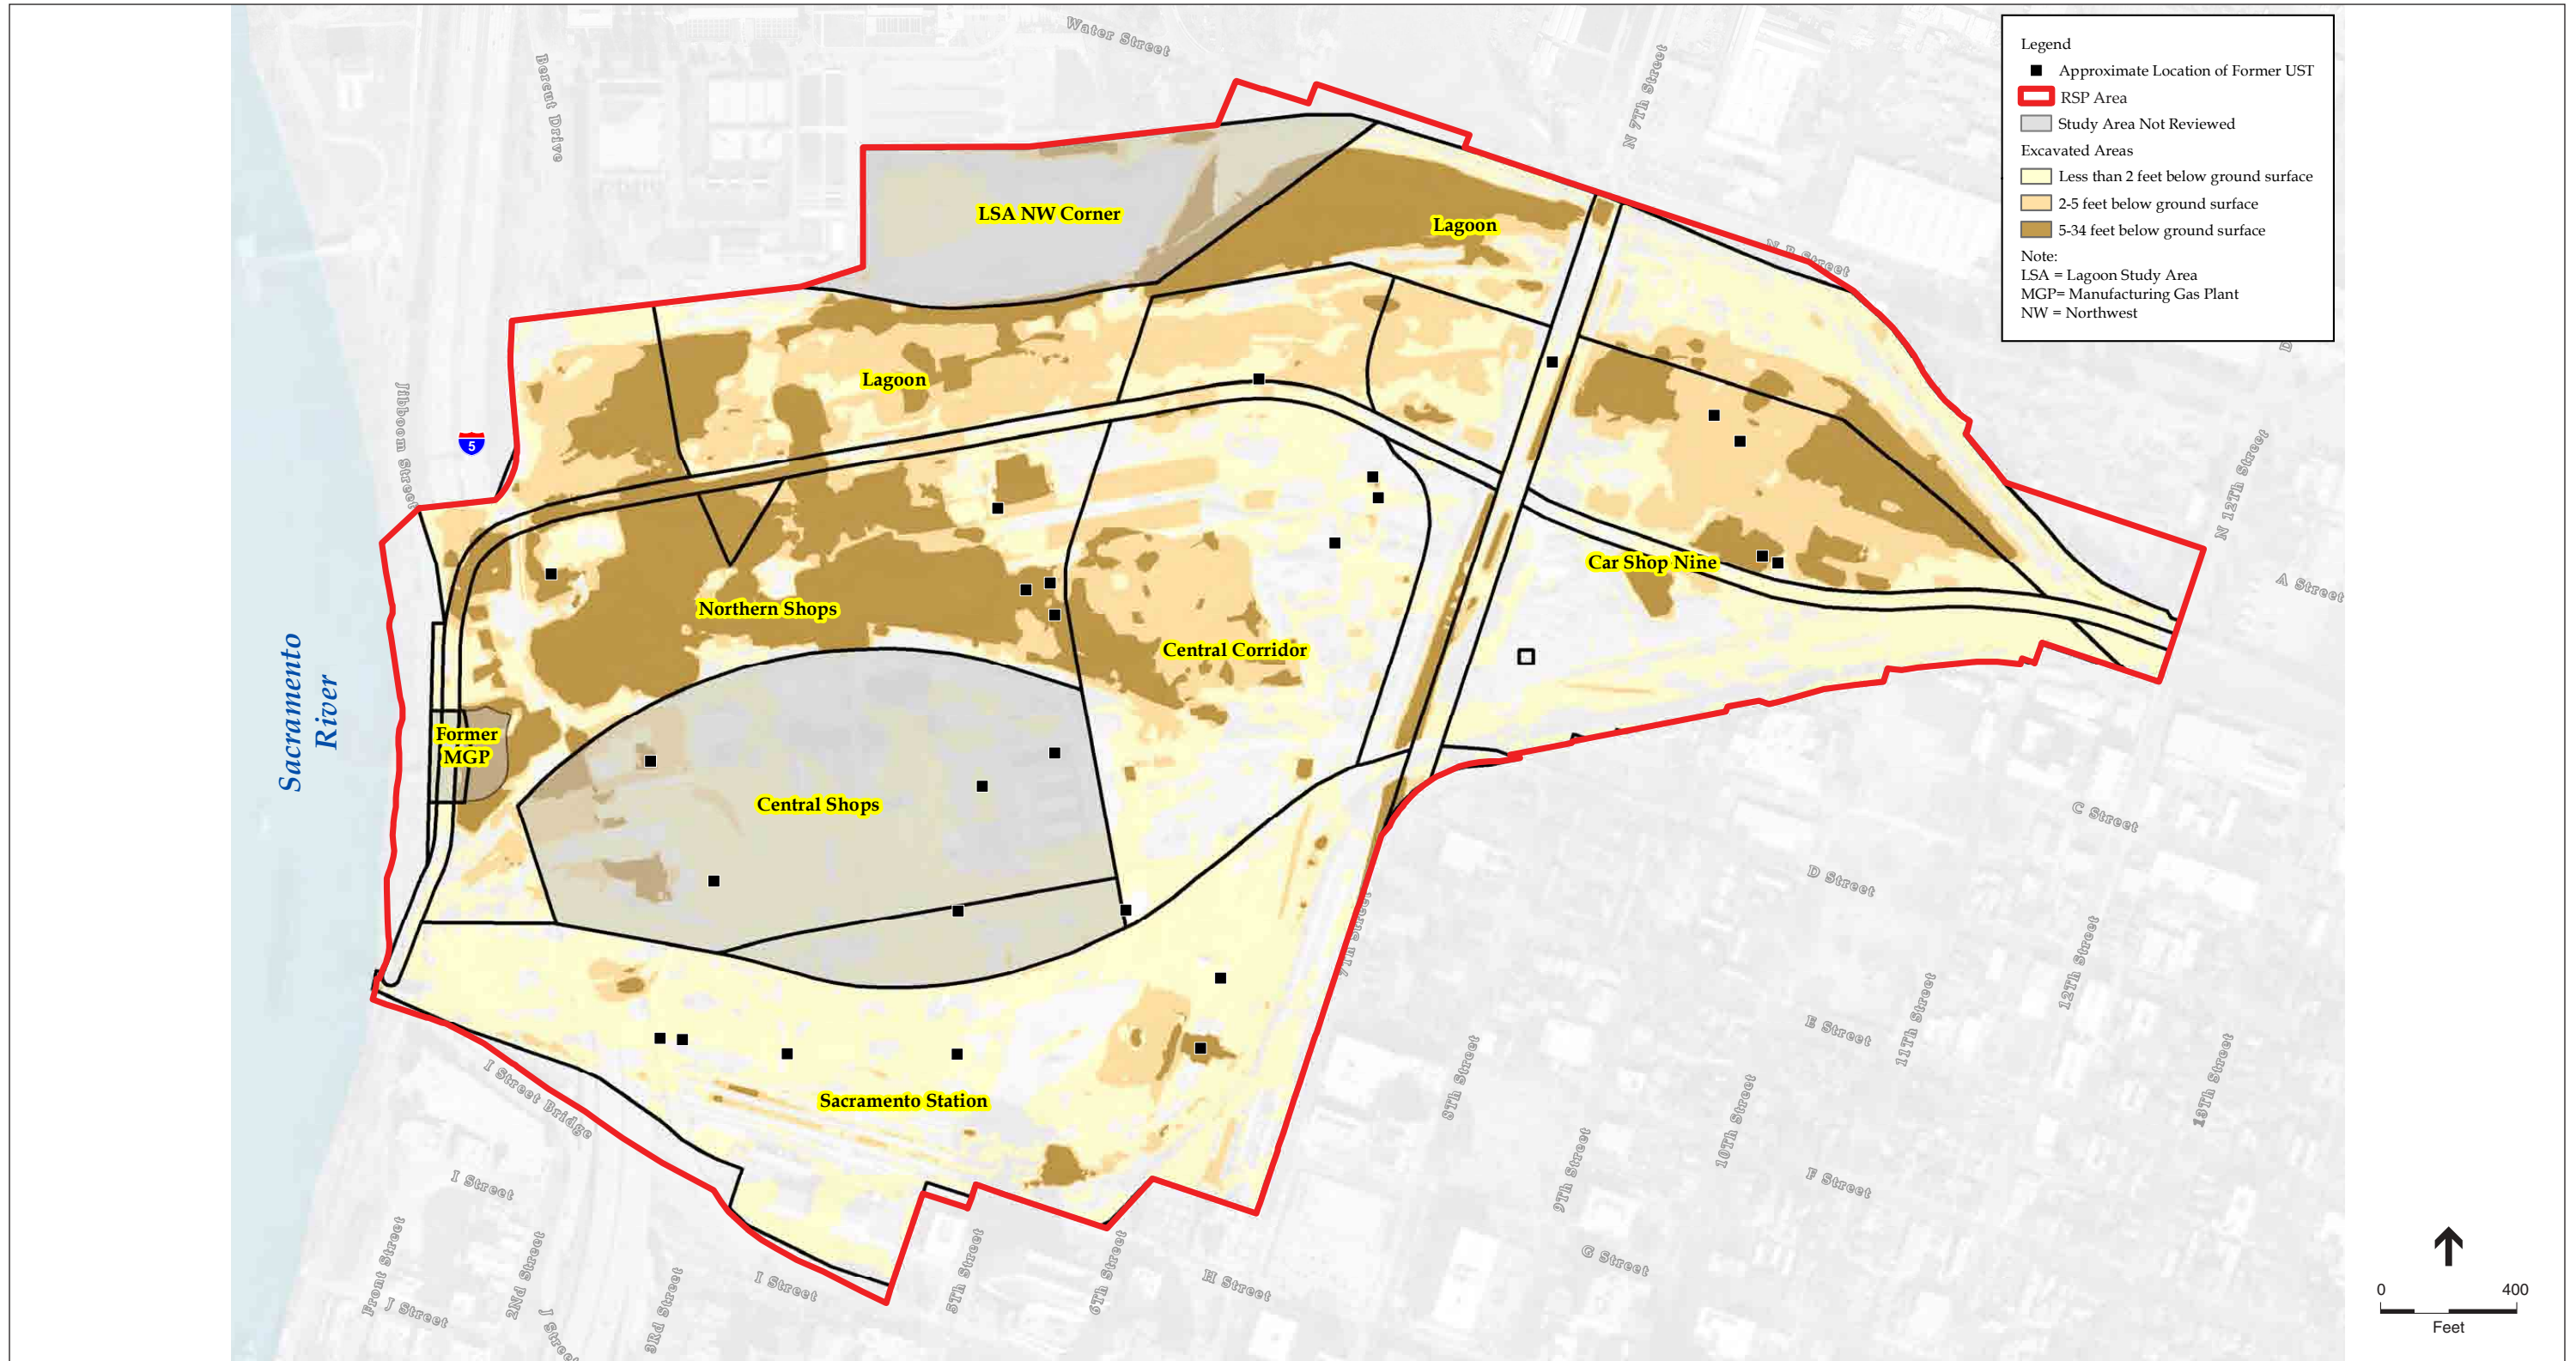 Water Street
Bercut Drive
N 7Th Street
Legend
Approximate Location of Former UST
RSP Area
Study Area Not Reviewed
Excavated Areas
Less than 2 feet below ground surface
2-5 feet below ground surface
5-34 feet below ground surface
Note:
LSA = Lagoon Study Area
MGP= Manufacturing Gas Plant
NW = Northwest
LSA NW Corner
Lagoon
N B Street
D
Lagoon
Jibboom Street
5
N 12Th Street
Car Shop Nine
A Street
Northern Shops
Central Corridor
Sacramento
River
Former
MGP
Central Shops
C Street
D Street
7Th Street
12Th Street
E Street
11Th Street
I Street Bridge
Sacramento Station
8Th Street
10Th Street
13Th Street
9Th Street
F Street
I Street
Front Street
2Nd Street
J Street
J Street
3Rd Street
I Street
5Th Street
6Th Street
H Street
G Street
0 400
Feet